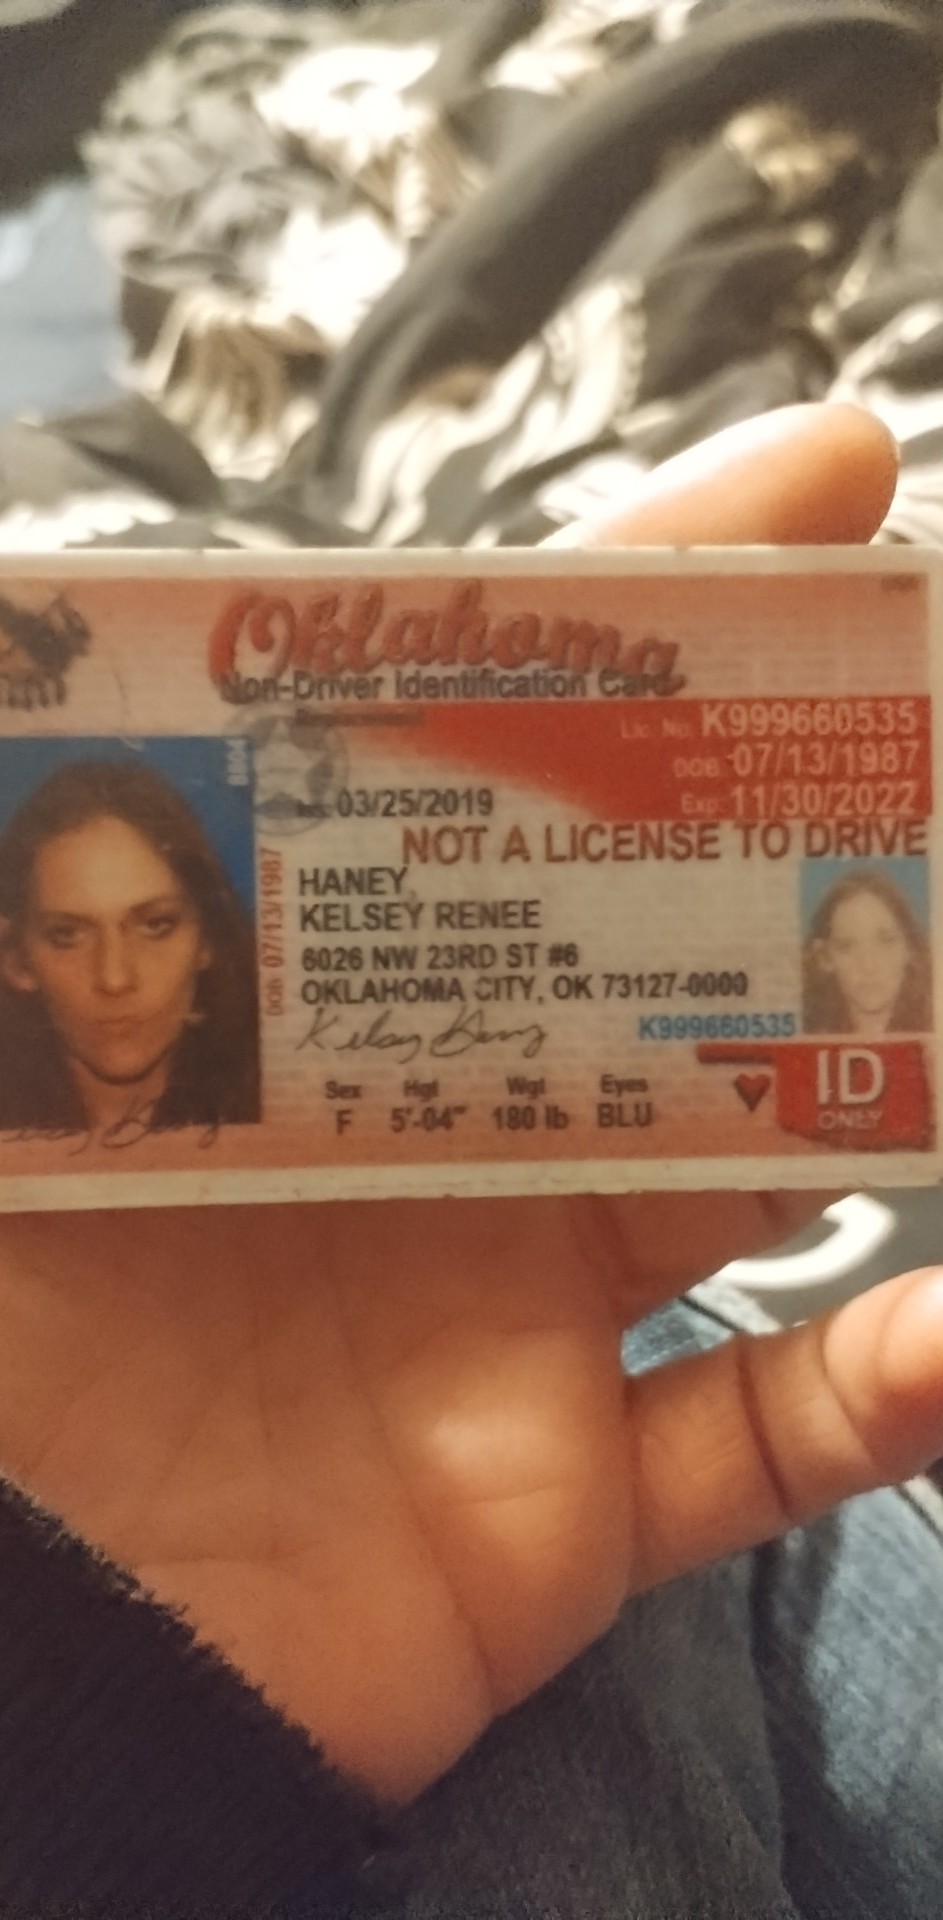 Oklahoma
Non-Driver Identification Card
Lic. No. K999660535
DOB 07/13/1987
Exp. 11/30/2022
Iss. 03/25/2019
NOT A LICENSE TO DRIVE
DOB 07/13/1987
HANEY,
KELSEY RENEE
6026 NW 23RD ST #6
OKLAHOMA CITY, OK 73127-0000
K999660535
Sex Hgt Wgt Eyes
F 5'-04" 180 lb BLU
ID
ONLY